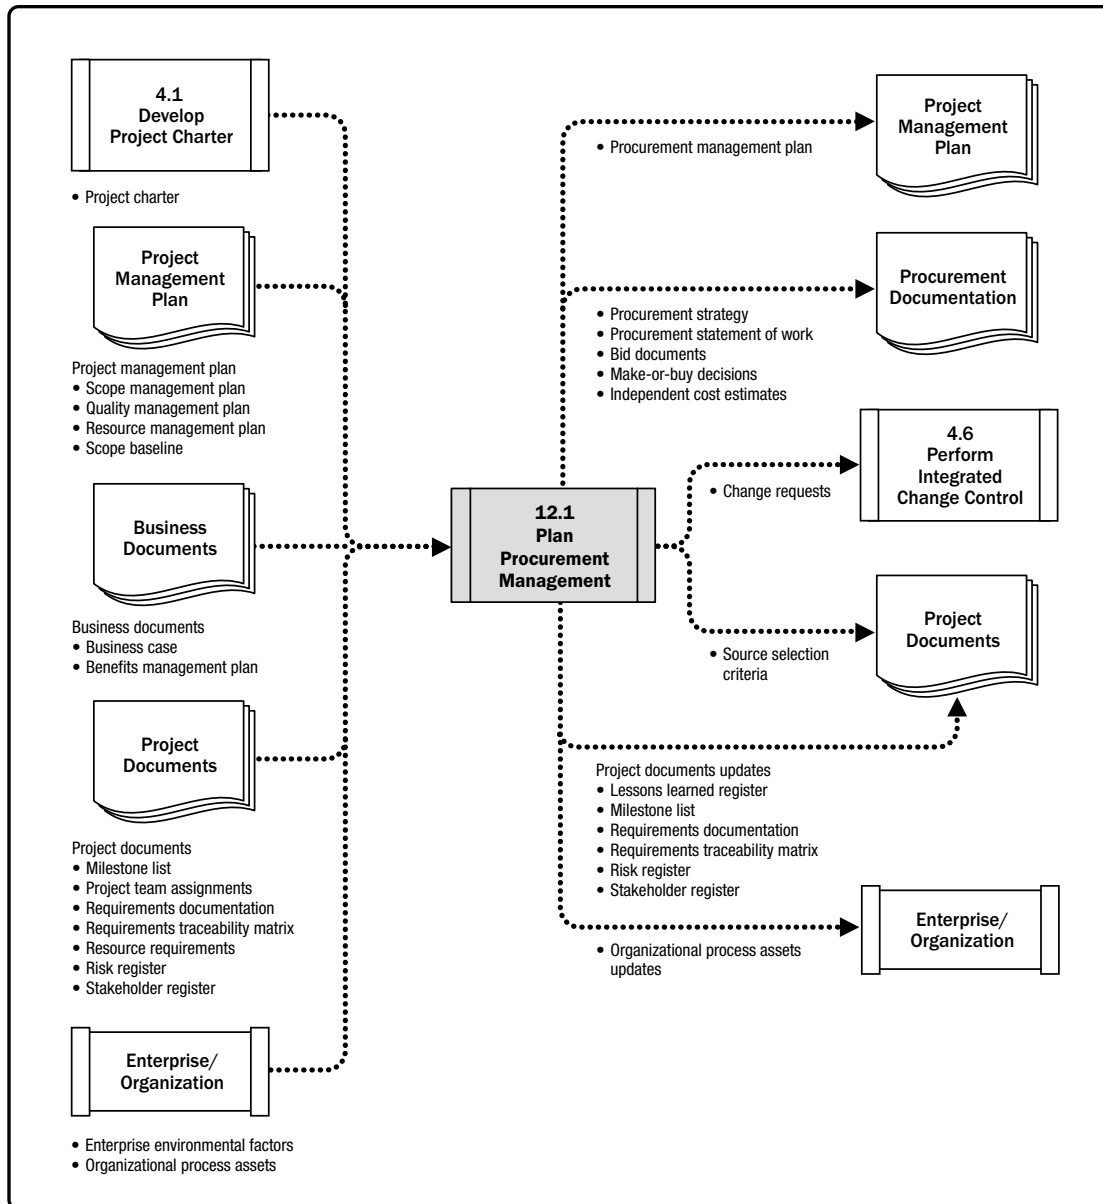 4.1
Develop
Project Charter
• Project charter
Project
Management
Plan
Project management plan
• Scope management plan
• Quality management plan
• Resource management plan
• Scope baseline
Business
Documents
Business documents
• Business case
• Benefits management plan
Project
Documents
Project documents
• Milestone list
• Project team assignments
• Requirements documentation
• Requirements traceability matrix
• Resource requirements
• Risk register
• Stakeholder register
Enterprise/
Organization
• Enterprise environmental factors
• Organizational process assets
12.1
Plan
Procurement
Management
• Procurement management plan
Project
Management
Plan
• Procurement strategy
• Procurement statement of work
• Bid documents
• Make-or-buy decisions
• Independent cost estimates
Procurement
Documentation
• Change requests
4.6
Perform
Integrated
Change Control
• Source selection
criteria
Project
Documents
Project documents updates
• Lessons learned register
• Milestone list
• Requirements documentation
• Requirements traceability matrix
• Risk register
• Stakeholder register
• Organizational process assets
updates
Enterprise/
Organization